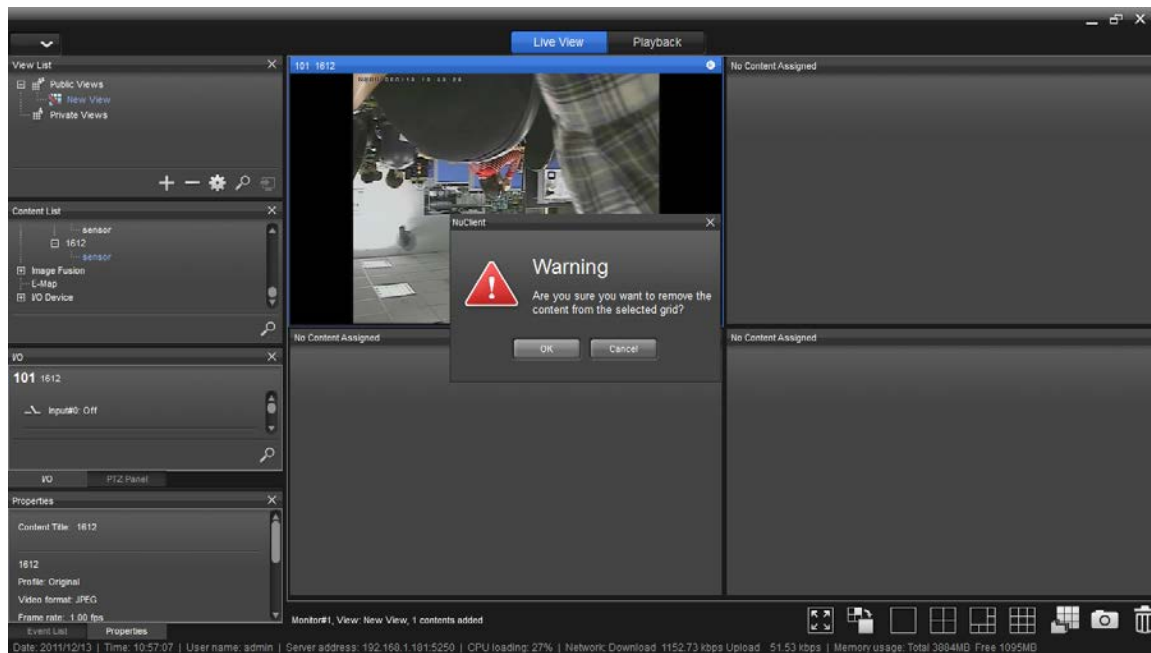 Live View
Playback
View List
Public Views
New View
Private Views
Content List
sensor
1612
sensor
Image Fusion
E-Map
I/O Device
I/O
101 1612
Input#0: Off
I/O
PTZ Panel
Properties
Content Title: 1612
1612
Profile: Original
Video format: JPEG
Frame rate: 1.00 fps
Event List
Properties
101 1612
No Content Assigned
No Content Assigned
No Content Assigned
NuClient
Warning
Are you sure you want to remove the
content from the selected grid?
OK
Cancel
Monitor#1, View: New View, 1 contents added
Date: 2011/12/13 | Time: 10:57:07 | User name: admin | Server address: 192.168.1.181:5250 | CPU loading: 27% | Network: Download 1152.73 kbps Upload 51.53 kbps | Memory usage: Total 3884MB Free 1095MB